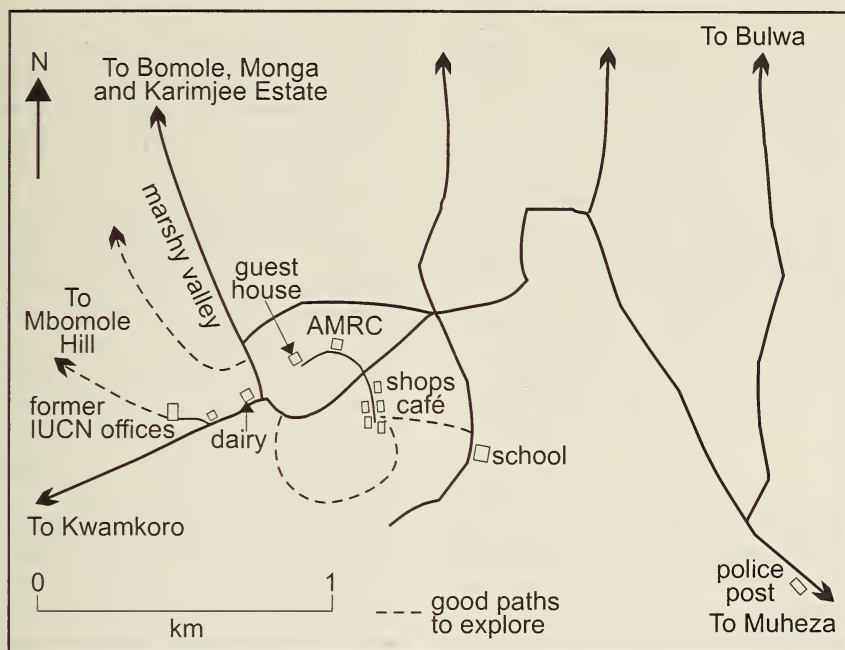 N
To Bomole, Monga
and Karimjee Estate
To Bulwa
marshy valley
guest
house
To
Mbomole
Hill
AMRC
shops
café
former
IUCN offices
dairy
school
To Kwamkoro
0 1
km
good paths
to explore
police
post
To Muheza